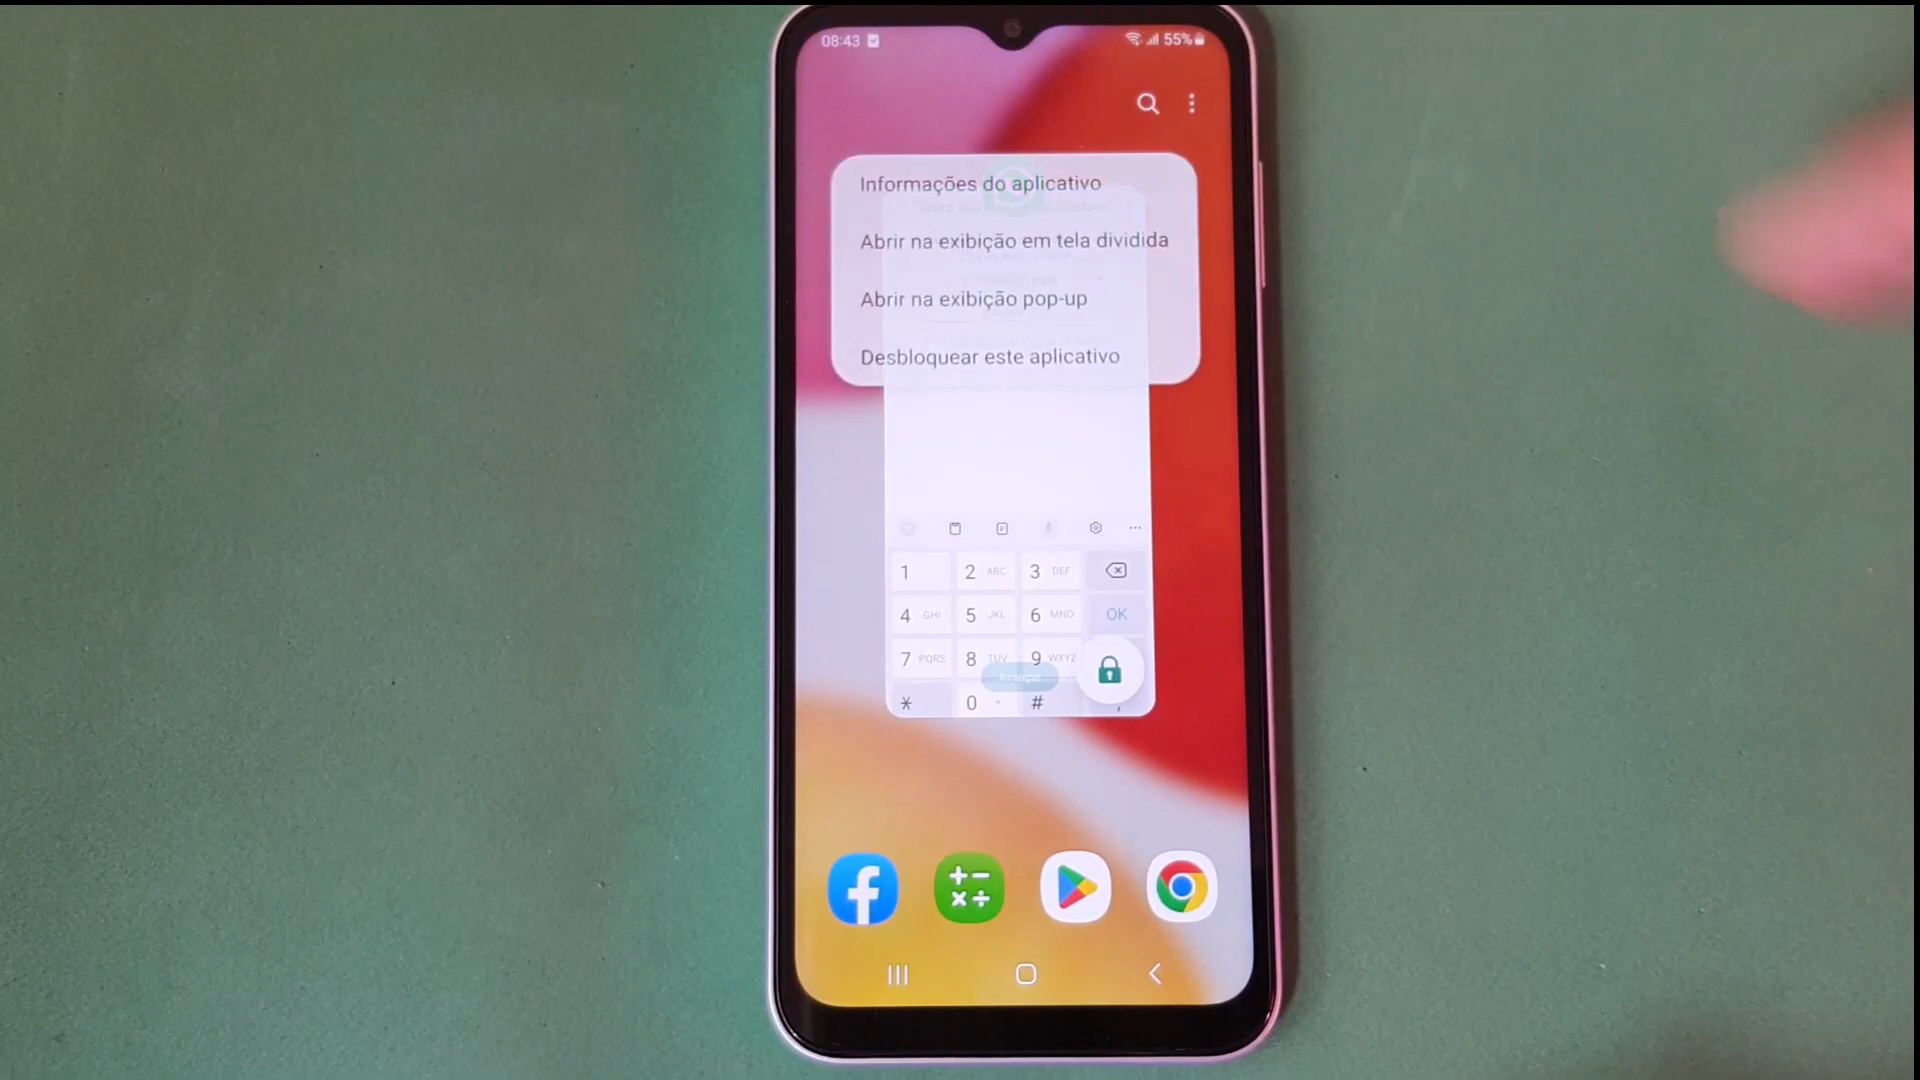 08:43
55%
Informações do aplicativo
Abrir na exibição em tela dividida
Abrir na exibição pop-up
Desbloquear este aplicativo
1 2 ABC 3 DEF
4 GHI 5 JKL 6 MNO OK
7 PQRS 8 TUV 9 WXYZ
Avançar
* 0 # ,